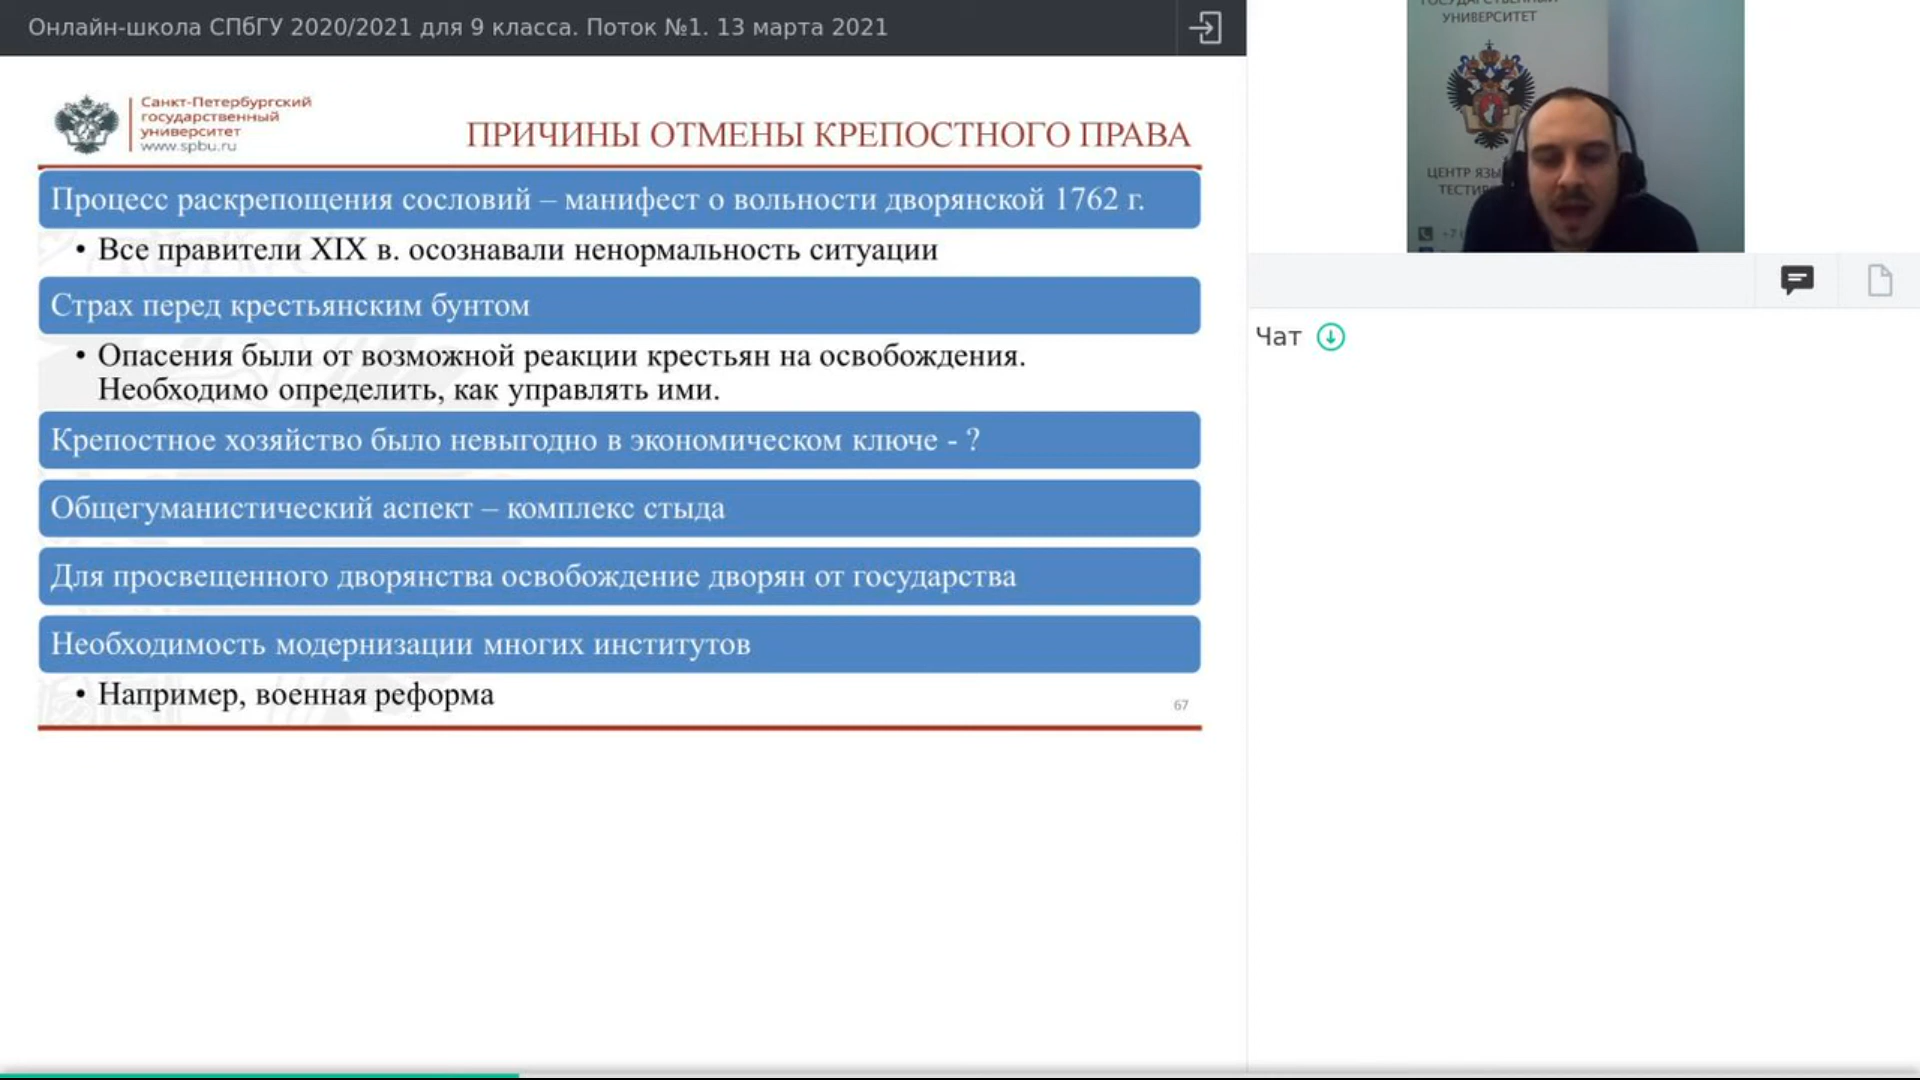 Онлайн-школа СПбГУ 2020/2021 для 9 класса. Поток №1. 13 марта 2021
Санкт-Петербургский
государственный
университет
www.spbu.ru
ПРИЧИНЫ ОТМЕНЫ КРЕПОСТНОГО ПРАВА
Процесс раскрепощения сословий – манифест о вольности дворянской 1762 г.
• Все правители XIX в. осознавали ненормальность ситуации
Страх перед крестьянским бунтом
• Опасения были от возможной реакции крестьян на освобождения.
Необходимо определить, как управлять ими.
Крепостное хозяйство было невыгодно в экономическом ключе - ?
Общегуманистический аспект – комплекс стыда
Для просвещенного дворянства освобождение дворян от государства
Необходимость модернизации многих институтов
• Например, военная реформа
67
УНИВЕРСИТЕТ
ЦЕНТР
Чат